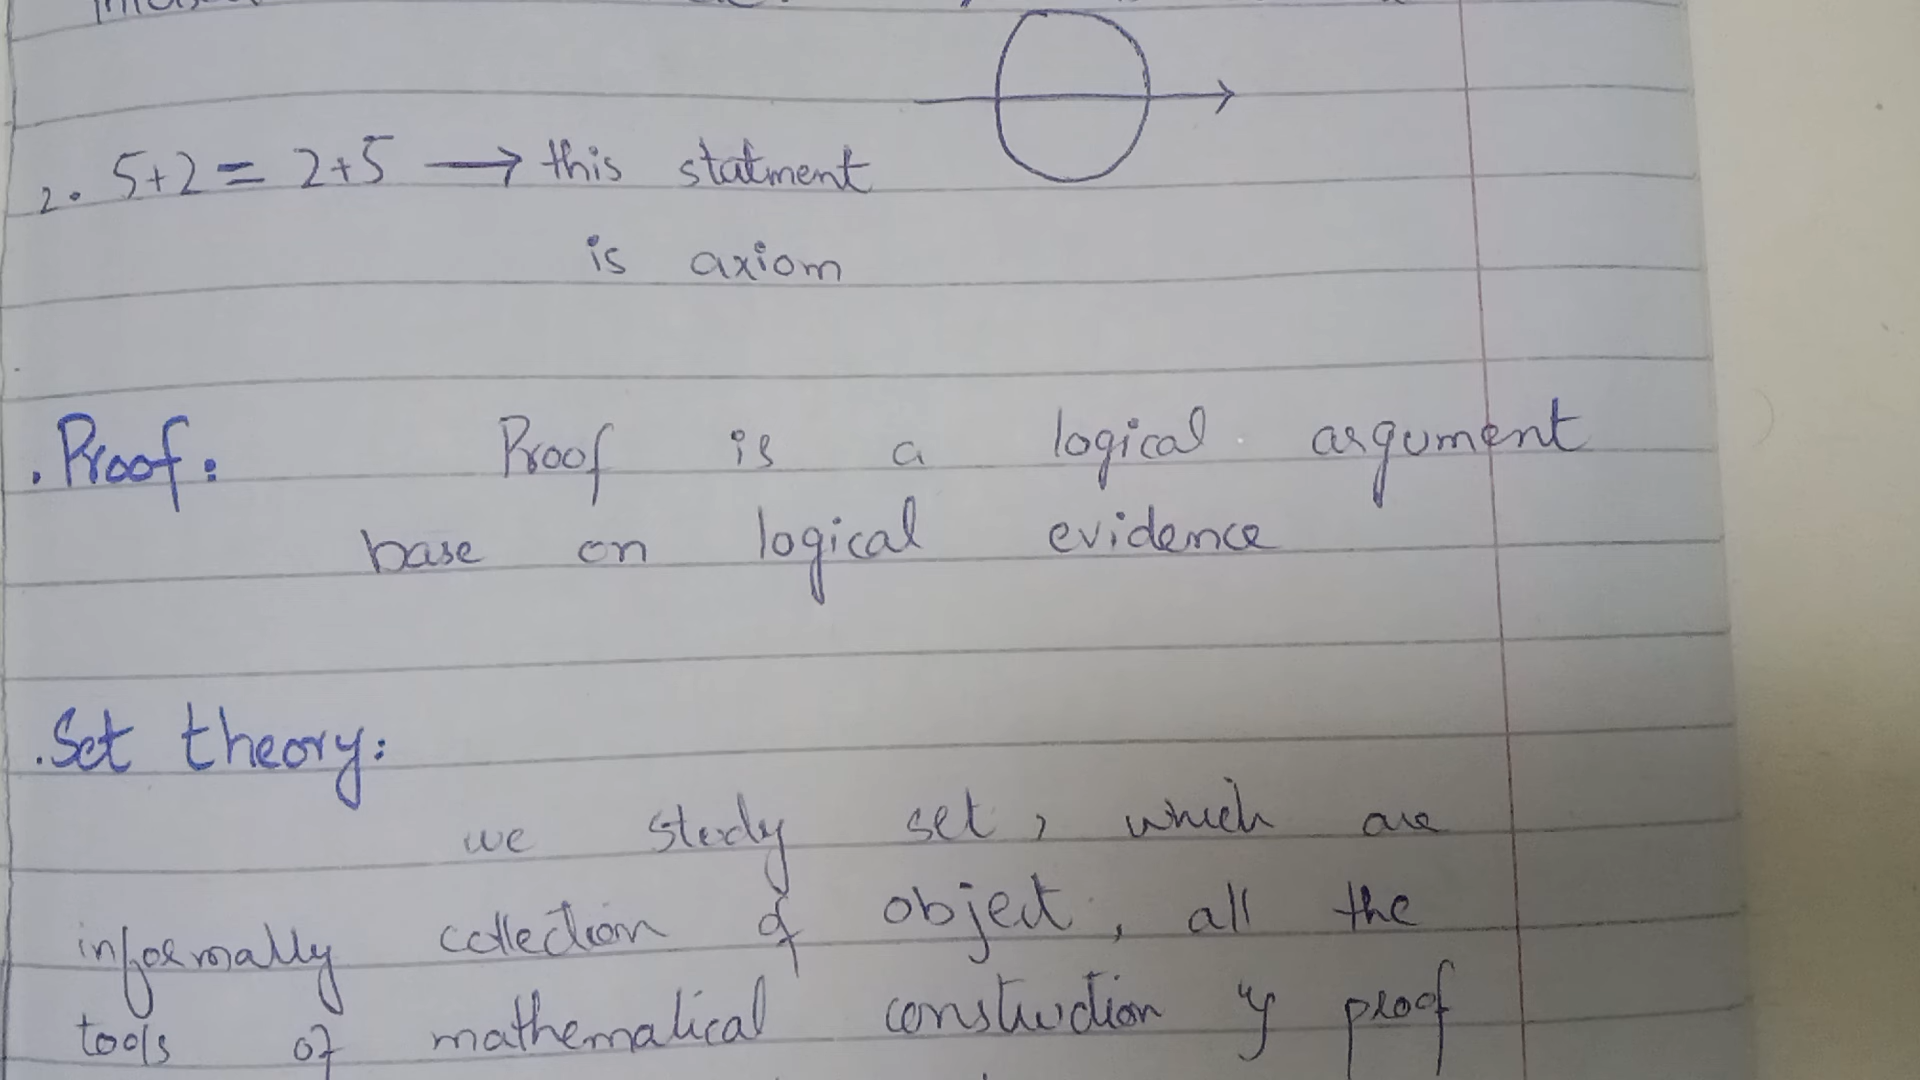 2. 5+2 = 2+5 → this statment
is axiom
. Proof: Proof is a logical argument
base on logical evidence
. Set theory:
we study set, which are
informally collection of object, all the
tools of mathematical construction proof